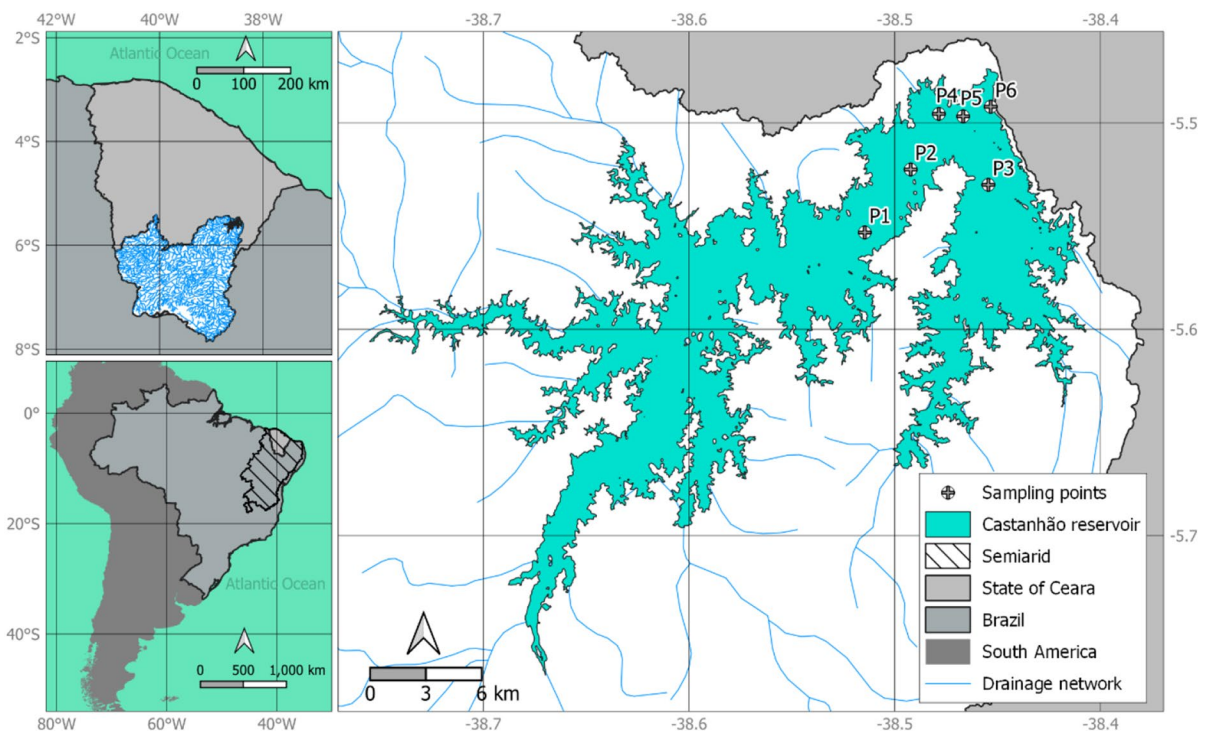 42°W 40°W 38°W
2°S
4°S
6°S
8°S
Atlantic Ocean
0 100 200 km
0°
20°S
40°S
Atlantic Ocean
0 500 1,000 km
80°W 60°W 40°W
-38.7 -38.6 -38.5 -38.4
-5.5
-5.6
-5.7
P4 P5 P6
P2
P3
P1
0 3 6 km
Sampling points
Castanhão reservoir
Semiarid
State of Ceara
Brazil
South America
Drainage network
-38.7 -38.6 -38.5 -38.4